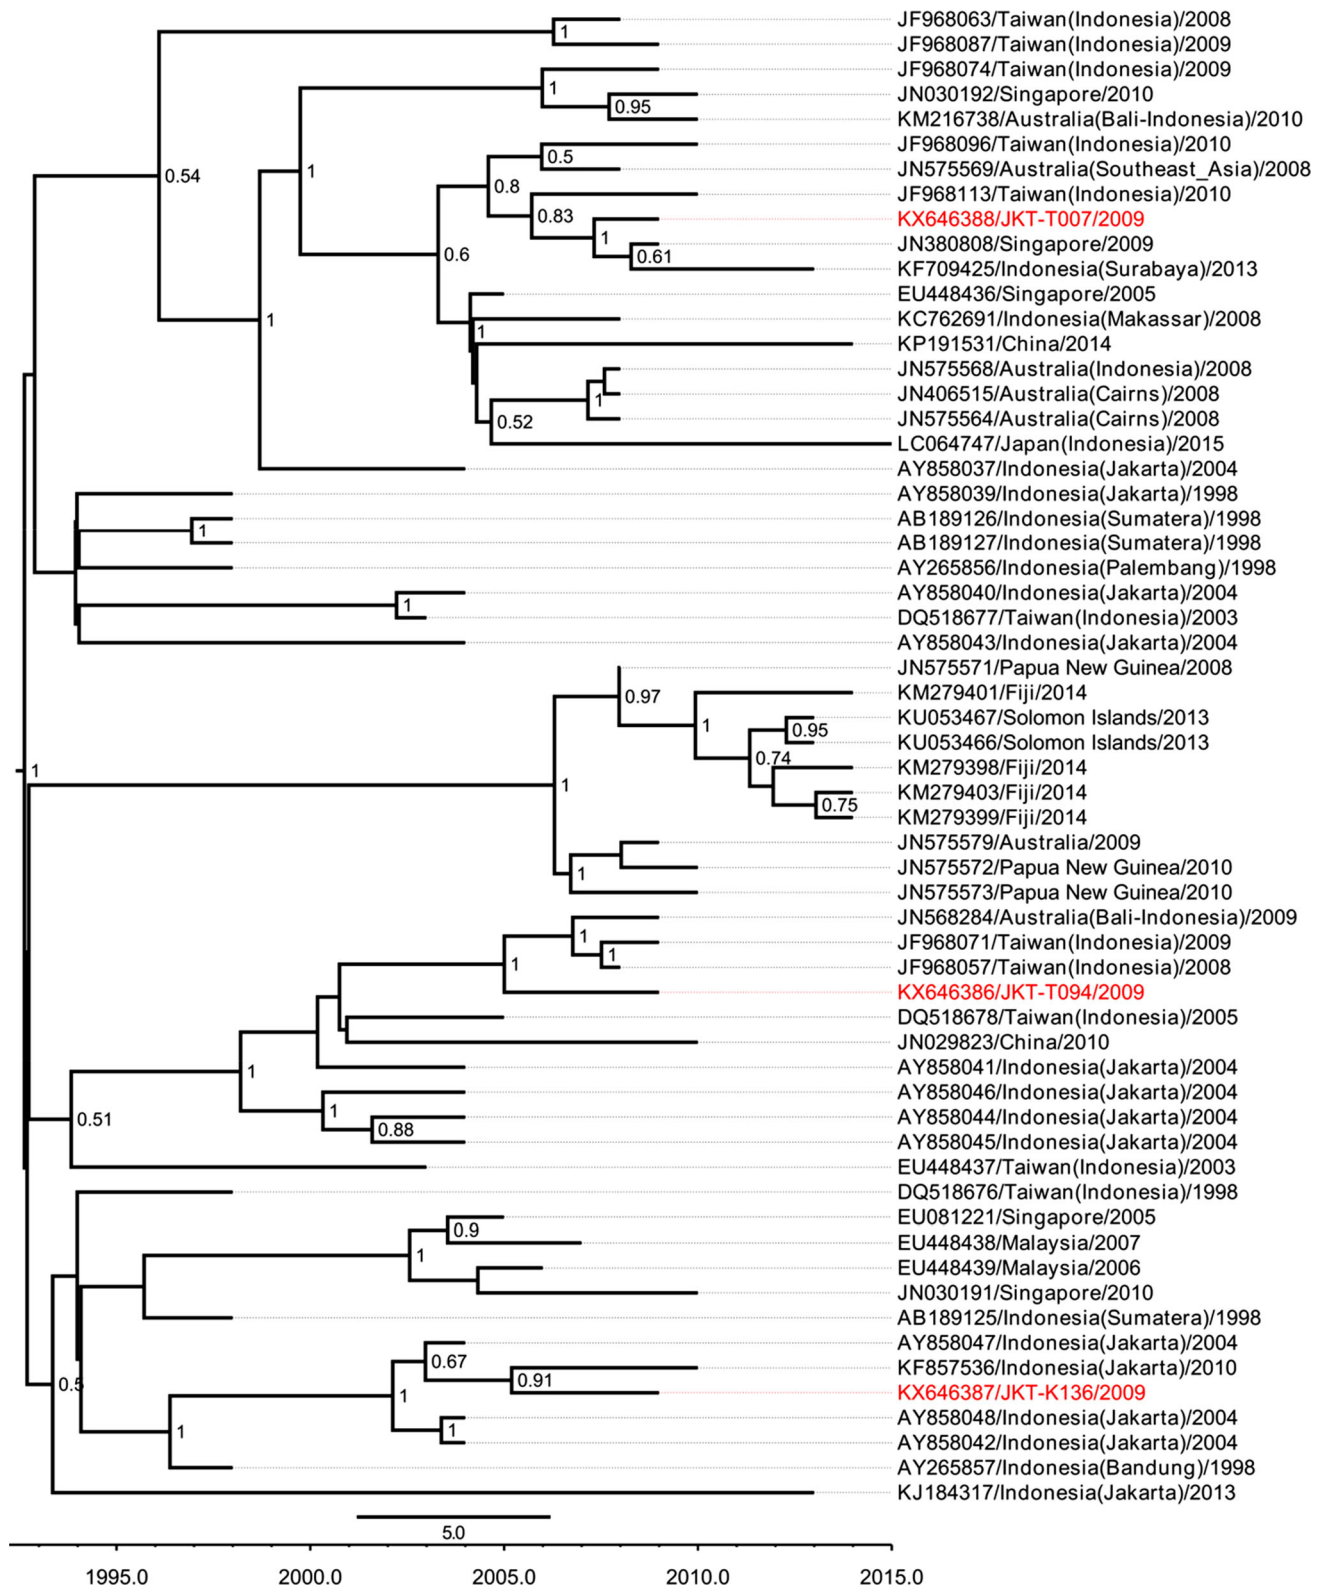 JF968063/Taiwan(Indonesia)/2008
1
JF968087/Taiwan(Indonesia)/2009
JF968074/Taiwan(Indonesia)/2009
1
JN030192/Singapore/2010
0.95
KM216738/Australia(Bali-Indonesia)/2010
JF968096/Taiwan(Indonesia)/2010
0.5
JN575569/Australia(Southeast_Asia)/2008
0.54
1
0.8
JF968113/Taiwan(Indonesia)/2010
0.83
KX646388/JKT-T007/2009
1
JN380808/Singapore/2009
0.6
0.61
KF709425/Indonesia(Surabaya)/2013
EU448436/Singapore/2005
1
KC762691/Indonesia(Makassar)/2008
1
KP191531/China/2014
JN575568/Australia(Indonesia)/2008
JN406515/Australia(Cairns)/2008
1
JN575564/Australia(Cairns)/2008
0.52
LC064747/Japan(Indonesia)/2015
AY858037/Indonesia(Jakarta)/2004
AY858039/Indonesia(Jakarta)/1998
AB189126/Indonesia(Sumatera)/1998
1
AB189127/Indonesia(Sumatera)/1998
AY265856/Indonesia(Palembang)/1998
AY858040/Indonesia(Jakarta)/2004
1
DQ518677/Taiwan(Indonesia)/2003
AY858043/Indonesia(Jakarta)/2004
JN575571/Papua New Guinea/2008
0.97
KM279401/Fiji/2014
1
KU053467/Solomon Islands/2013
0.95
KU053466/Solomon Islands/2013
0.74
KM279398/Fiji/2014
1
1
KM279403/Fiji/2014
0.75
KM279399/Fiji/2014
JN575579/Australia/2009
JN575572/Papua New Guinea/2010
1
JN575573/Papua New Guinea/2010
JN568284/Australia(Bali-Indonesia)/2009
1
JF968071/Taiwan(Indonesia)/2009
1
1
JF968057/Taiwan(Indonesia)/2008
KX646386/JKT-T094/2009
DQ518678/Taiwan(Indonesia)/2005
JN029823/China/2010
1
AY858041/Indonesia(Jakarta)/2004
AY858046/Indonesia(Jakarta)/2004
1
0.51
AY858044/Indonesia(Jakarta)/2004
0.88
AY858045/Indonesia(Jakarta)/2004
EU448437/Taiwan(Indonesia)/2003
DQ518676/Taiwan(Indonesia)/1998
EU081221/Singapore/2005
0.9
EU448438/Malaysia/2007
1
EU448439/Malaysia/2006
JN030191/Singapore/2010
AB189125/Indonesia(Sumatera)/1998
AY858047/Indonesia(Jakarta)/2004
0.67
KF857536/Indonesia(Jakarta)/2010
0.5
0.91
KX646387/JKT-K136/2009
1
AY858048/Indonesia(Jakarta)/2004
1
1
AY858042/Indonesia(Jakarta)/2004
AY265857/Indonesia(Bandung)/1998
KJ184317/Indonesia(Jakarta)/2013
5.0
1995.0 2000.0 2005.0 2010.0 2015.0